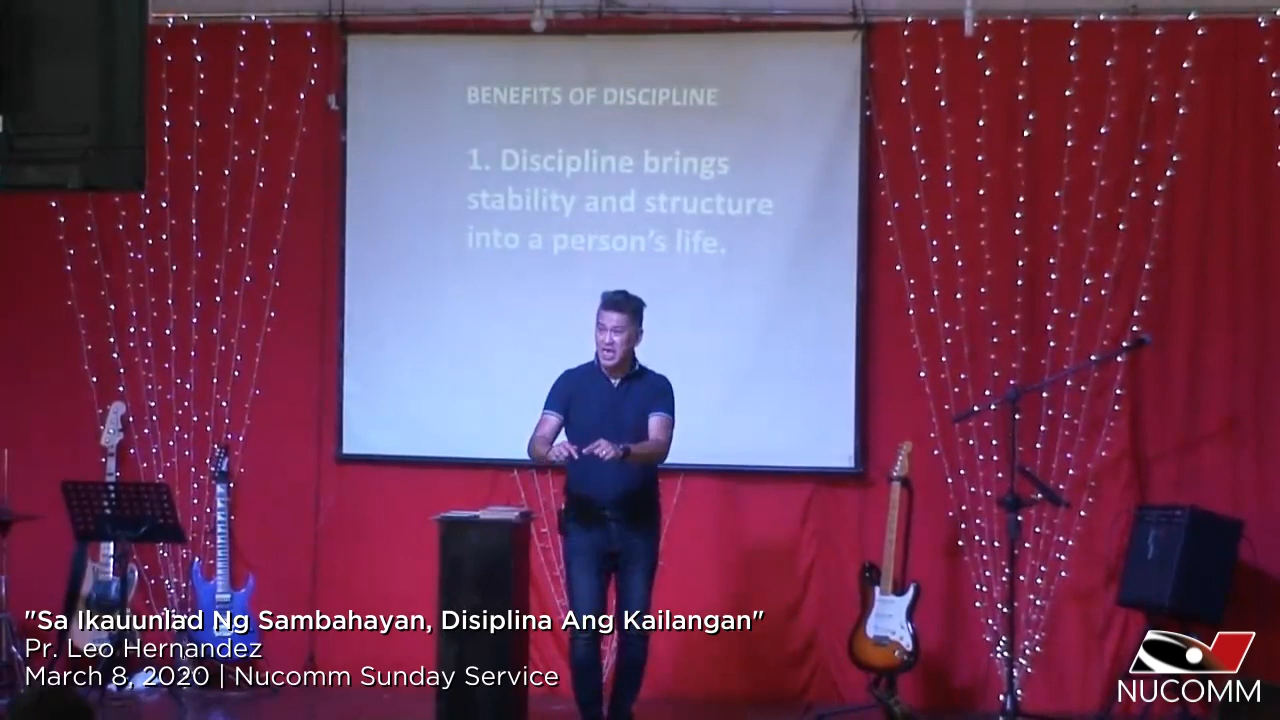 BENEFITS OF DISCIPLINE
1. Discipline brings
stability and structure
into a person's life.
"Sa Ikauunlad Ng Sambahayan, Disiplina Ang Kailangan"
Pr. Leo Hernandez
March 8, 2020 | Nucomm Sunday Service
NUCOMM